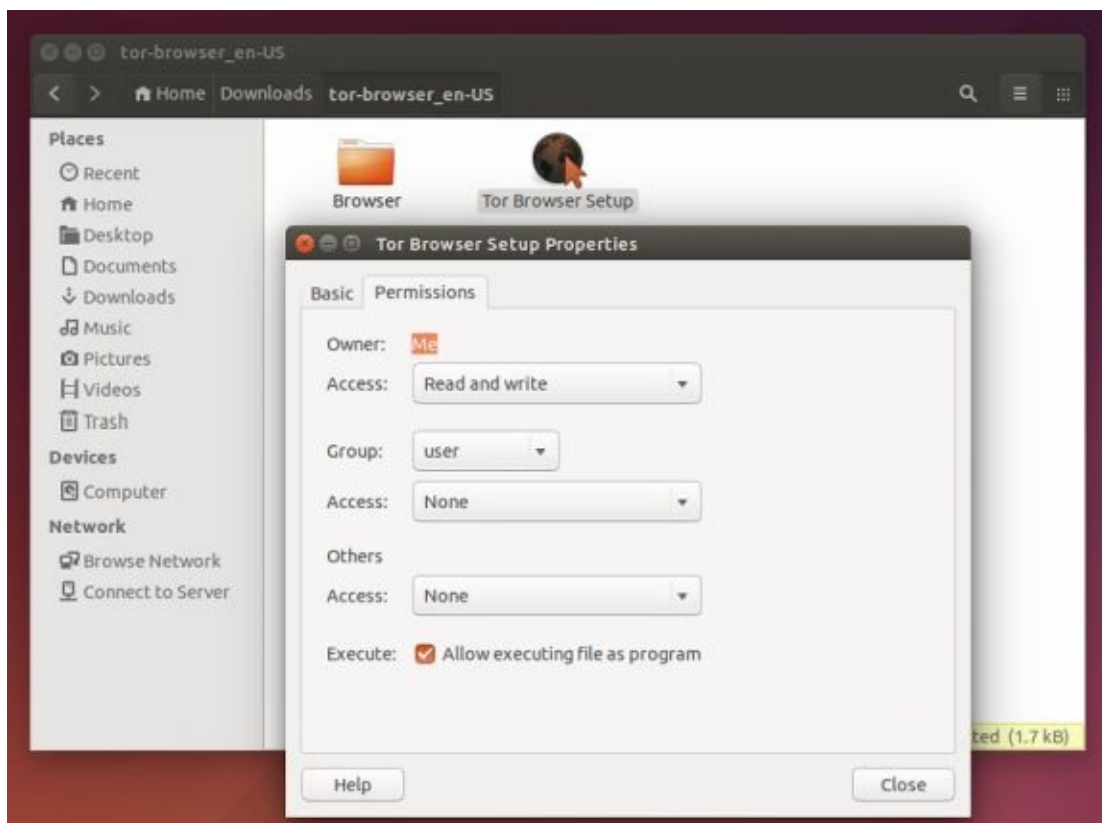 tor-browser_en-US
Home Downloads tor-browser_en-US
Places
Recent
Home
Desktop
Documents
Downloads
Music
Pictures
Videos
Trash
Devices
Computer
Network
Browse Network
Connect to Server
Browser
Tor Browser Setup
Tor Browser Setup Properties
Basic Permissions
Owner: Me
Access: Read and write
Group: user
Access: None
Others
Access: None
Execute: Allow executing file as program
(1.7 kB)
Help Close